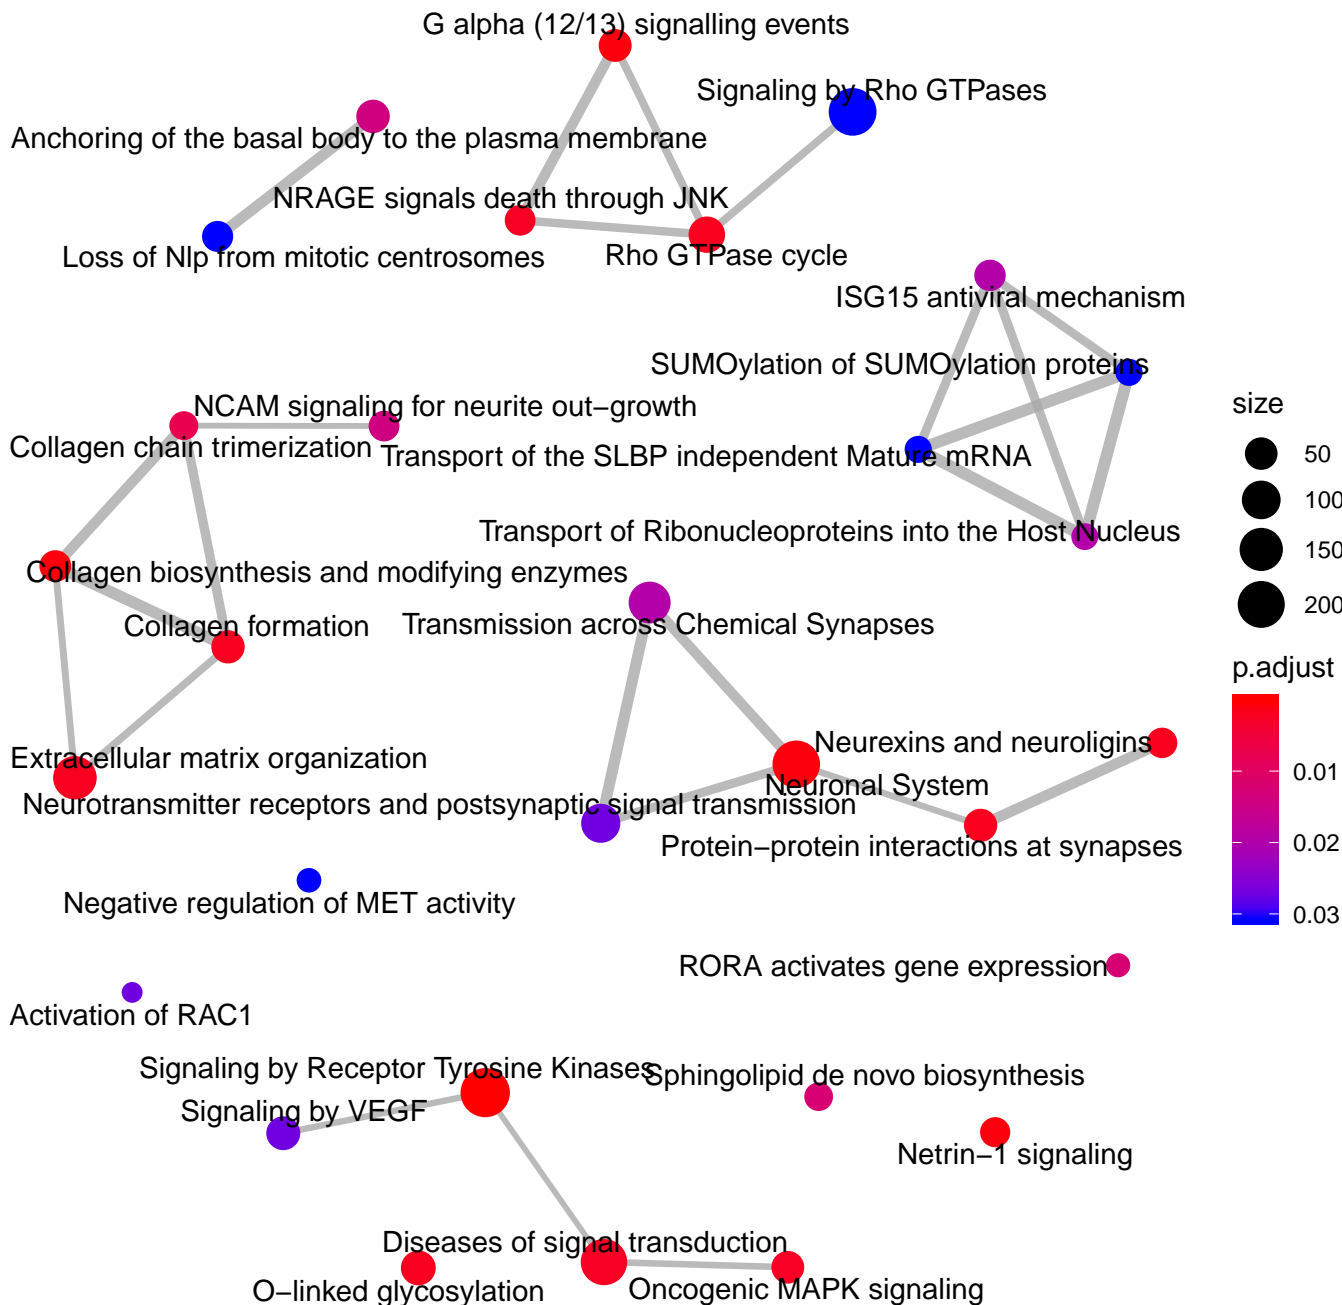 G alpha (12/13) signalling events
Signaling by Rho GTPases
Anchoring of the basal body to the plasma membrane
NRAGE signals death through JNK
Loss of Nlp from mitotic centrosomes
Rho GTPase cycle
ISG15 antiviral mechanism
SUMOylation of SUMOylation proteins
NCAM signaling for neurite out−growth
Collagen chain trimerization
Transport of the SLBP independent Mature mRNA
Transport of Ribonucleoproteins into the Host Nucleus
Collagen biosynthesis and modifying enzymes
Collagen formation
Transmission across Chemical Synapses
Extracellular matrix organization
Neurexins and neuroligins
Neuronal System
Neurotransmitter receptors and postsynaptic signal transmission
Protein−protein interactions at synapses
Negative regulation of MET activity
RORA activates gene expression
Activation of RAC1
Signaling by Receptor Tyrosine Kinases
Sphingolipid de novo biosynthesis
Signaling by VEGF
Netrin−1 signaling
Diseases of signal transduction
O−linked glycosylation
Oncogenic MAPK signaling
size
50
100
150
200
p.adjust
0.01
0.02
0.03